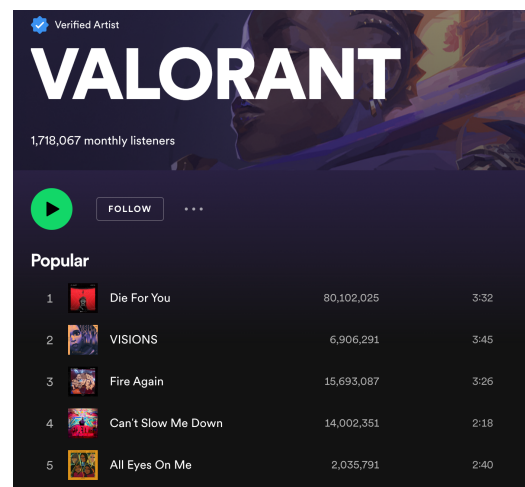 Verified Artist
VALORANT
1,718,067 monthly listeners
FOLLOW
Popular
1 Die For You 80,102,025 3:32
2 VISIONS 6,906,291 3:45
3 Fire Again 15,693,087 3:26
4 Can't Slow Me Down 14,002,351 2:18
5 All Eyes On Me 2,035,791 2:40